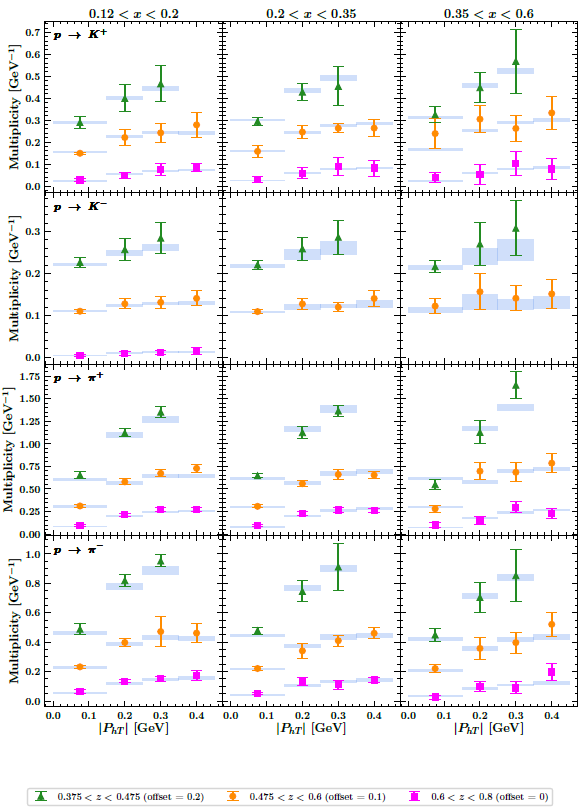 0.12 < x < 0.2 0.2 < x < 0.35 0.35 < x < 0.6
p → K⁺
Multiplicity [GeV⁻¹]
0.7
0.6
0.5
0.4
0.3
0.2
0.1
0.0
p → K⁻
Multiplicity [GeV⁻¹]
0.3
0.2
0.1
0.0
p → π⁺
Multiplicity [GeV⁻¹]
1.75
1.50
1.25
1.00
0.75
0.50
0.25
0.00
p → π⁻
Multiplicity [GeV⁻¹]
1.0
0.8
0.6
0.4
0.2
0.0
0.0 0.1 0.2 0.3 0.4 0.0 0.1 0.2 0.3 0.4 0.0 0.1 0.2 0.3 0.4
|P_{hT}| [GeV] |P_{hT}| [GeV] |P_{hT}| [GeV]
0.375 < z < 0.475 (offset = 0.2) 0.475 < z < 0.6 (offset = 0.1) 0.6 < z < 0.8 (offset = 0)